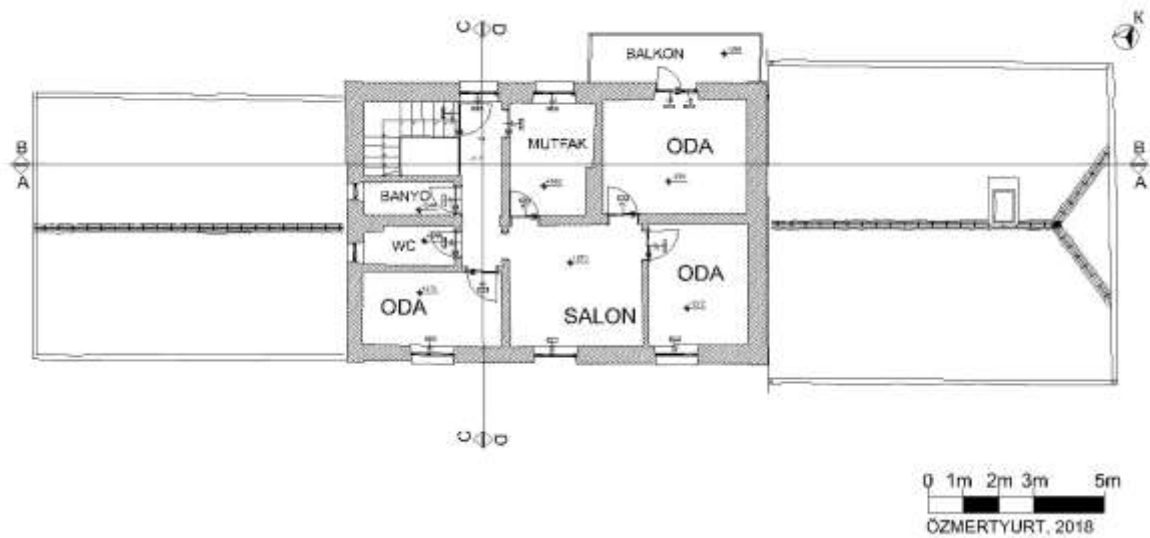 C D
K
BALKON
B
A
MUTFAK
ODA
B
A
BANYO
WC
ODA
ODA
SALON
C D
0 1m 2m 3m 5m
ÖZMERTYURT, 2018